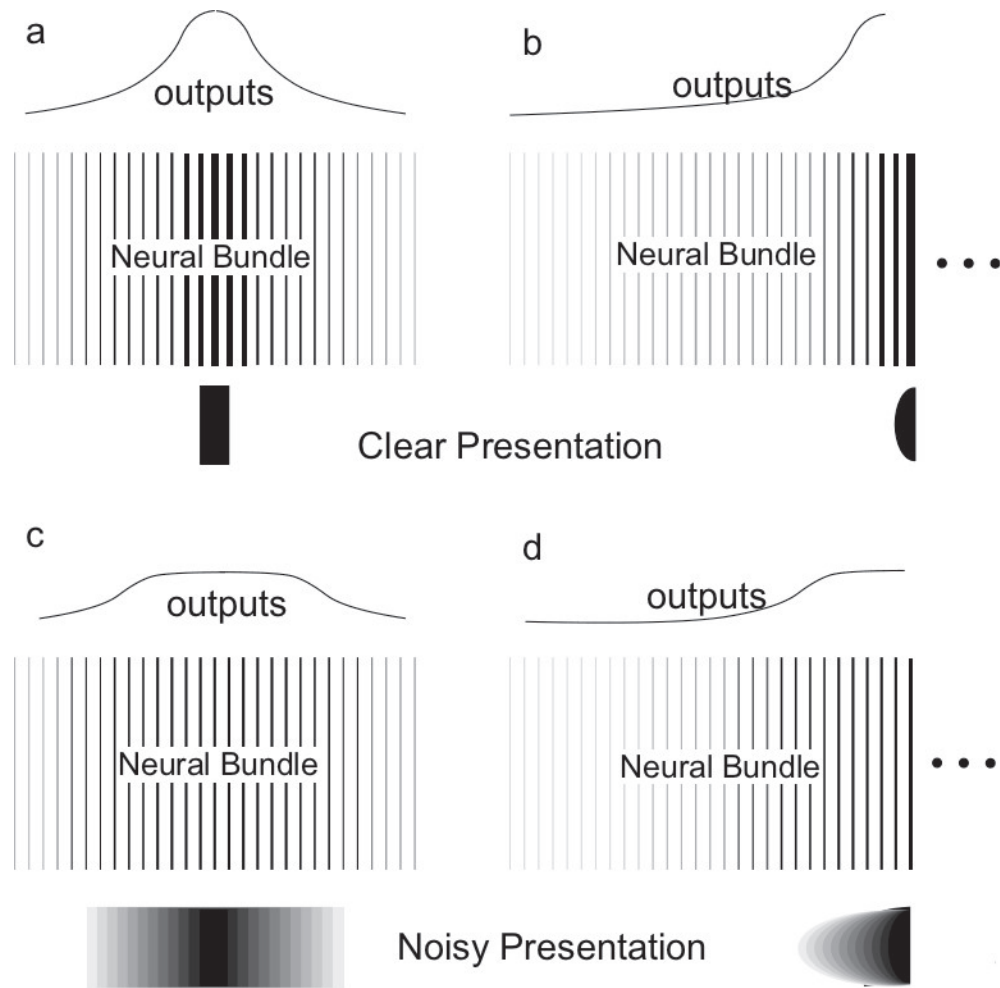 a
outputs
Neural Bundle
b
outputs
Neural Bundle
Clear Presentation
c
outputs
Neural Bundle
d
outputs
Neural Bundle
Noisy Presentation